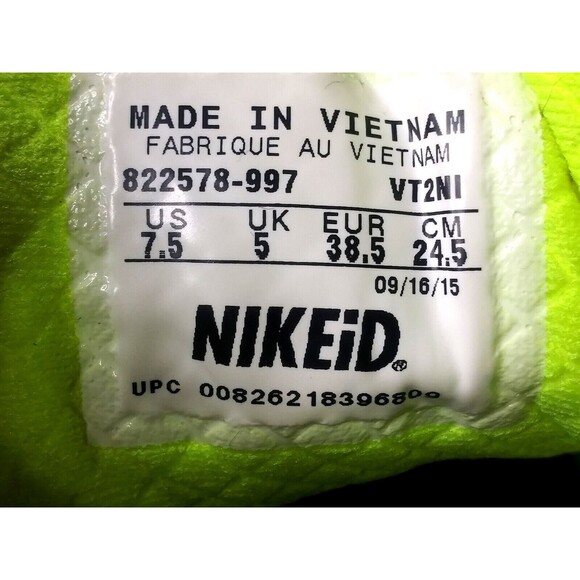 MADE IN VIETNAM
FABRIQUE AU VIETNAM
822578-997 VT2NI
US UK EUR CM
7.5 5 38.5 24.5
09/16/15
NIKEiD®
UPC